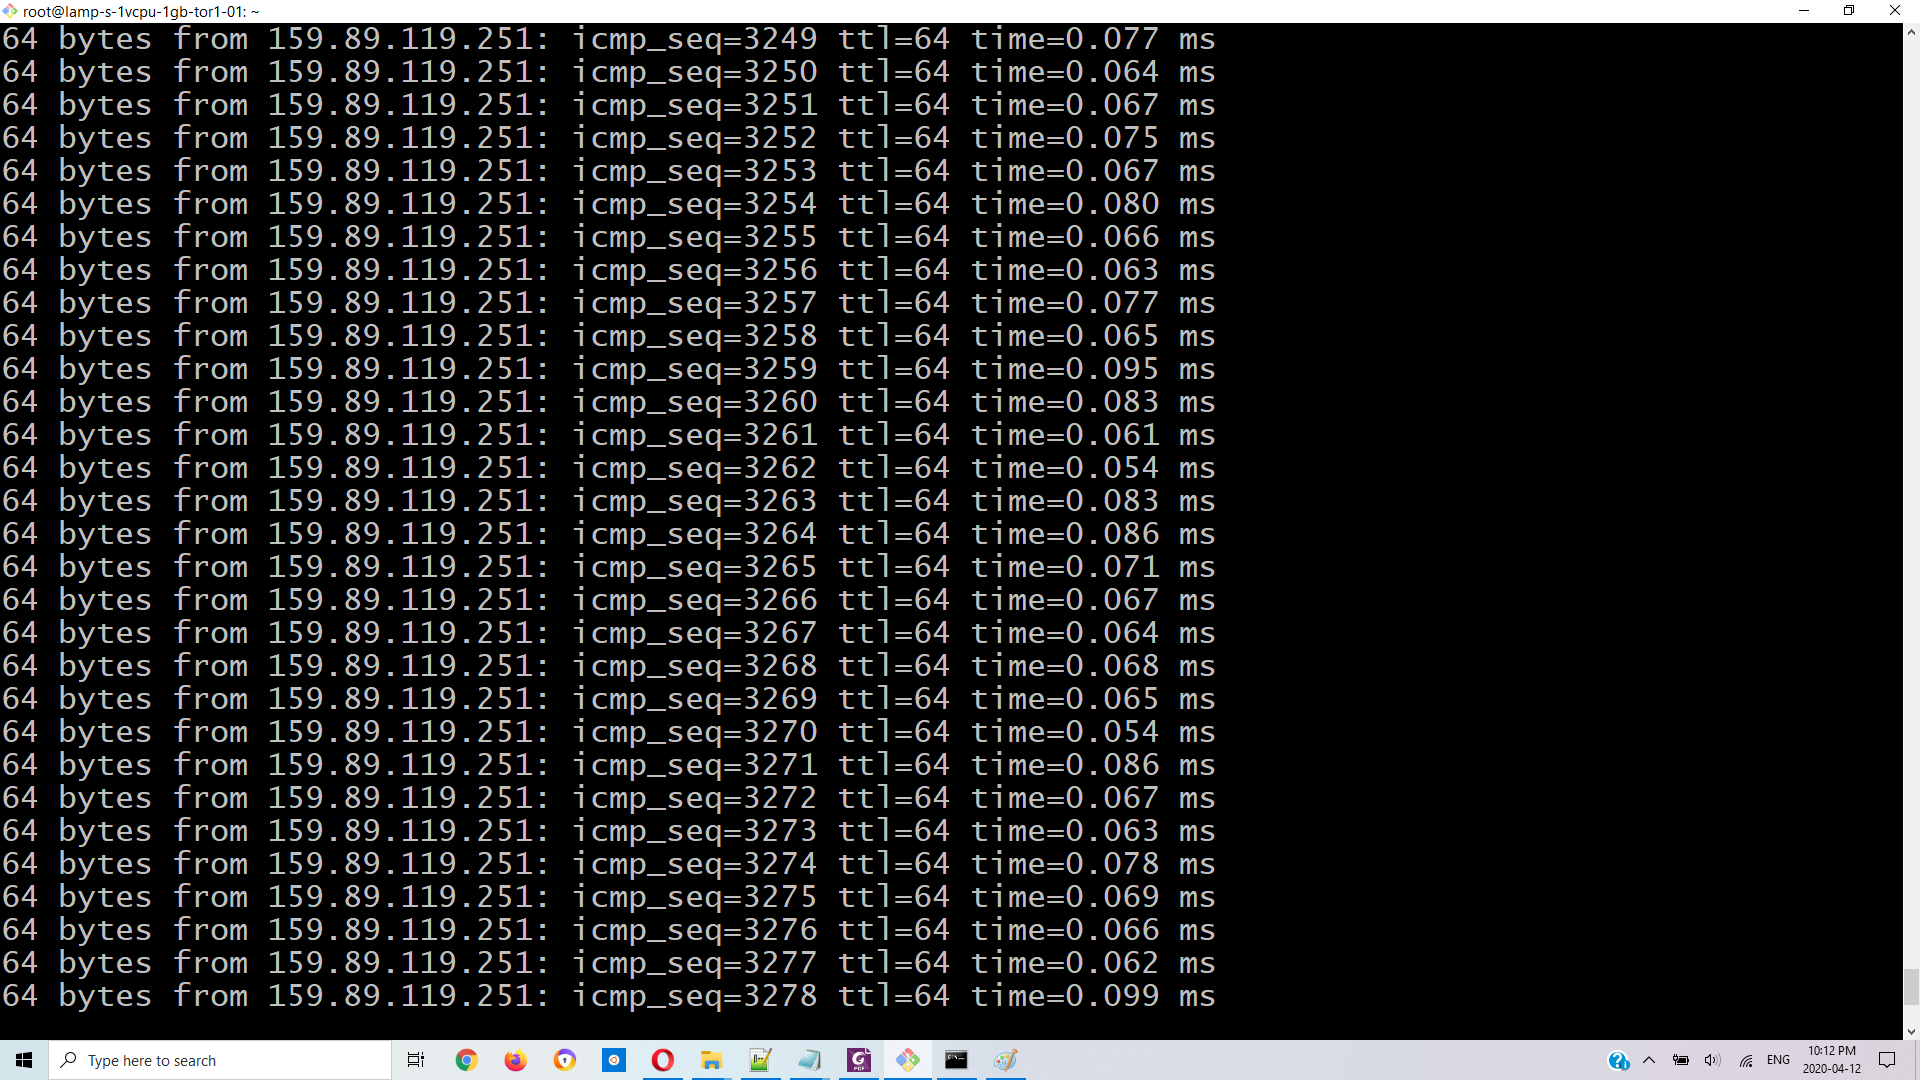 root@lamp-s-1vcpu-1gb-tor1-01: ~
64 bytes from 159.89.119.251: icmp_seq=3249 ttl=64 time=0.077 ms
64 bytes from 159.89.119.251: icmp_seq=3250 ttl=64 time=0.064 ms
64 bytes from 159.89.119.251: icmp_seq=3251 ttl=64 time=0.067 ms
64 bytes from 159.89.119.251: icmp_seq=3252 ttl=64 time=0.075 ms
64 bytes from 159.89.119.251: icmp_seq=3253 ttl=64 time=0.067 ms
64 bytes from 159.89.119.251: icmp_seq=3254 ttl=64 time=0.080 ms
64 bytes from 159.89.119.251: icmp_seq=3255 ttl=64 time=0.066 ms
64 bytes from 159.89.119.251: icmp_seq=3256 ttl=64 time=0.063 ms
64 bytes from 159.89.119.251: icmp_seq=3257 ttl=64 time=0.077 ms
64 bytes from 159.89.119.251: icmp_seq=3258 ttl=64 time=0.065 ms
64 bytes from 159.89.119.251: icmp_seq=3259 ttl=64 time=0.095 ms
64 bytes from 159.89.119.251: icmp_seq=3260 ttl=64 time=0.083 ms
64 bytes from 159.89.119.251: icmp_seq=3261 ttl=64 time=0.061 ms
64 bytes from 159.89.119.251: icmp_seq=3262 ttl=64 time=0.054 ms
64 bytes from 159.89.119.251: icmp_seq=3263 ttl=64 time=0.083 ms
64 bytes from 159.89.119.251: icmp_seq=3264 ttl=64 time=0.086 ms
64 bytes from 159.89.119.251: icmp_seq=3265 ttl=64 time=0.071 ms
64 bytes from 159.89.119.251: icmp_seq=3266 ttl=64 time=0.067 ms
64 bytes from 159.89.119.251: icmp_seq=3267 ttl=64 time=0.064 ms
64 bytes from 159.89.119.251: icmp_seq=3268 ttl=64 time=0.068 ms
64 bytes from 159.89.119.251: icmp_seq=3269 ttl=64 time=0.065 ms
64 bytes from 159.89.119.251: icmp_seq=3270 ttl=64 time=0.054 ms
64 bytes from 159.89.119.251: icmp_seq=3271 ttl=64 time=0.086 ms
64 bytes from 159.89.119.251: icmp_seq=3272 ttl=64 time=0.067 ms
64 bytes from 159.89.119.251: icmp_seq=3273 ttl=64 time=0.063 ms
64 bytes from 159.89.119.251: icmp_seq=3274 ttl=64 time=0.078 ms
64 bytes from 159.89.119.251: icmp_seq=3275 ttl=64 time=0.069 ms
64 bytes from 159.89.119.251: icmp_seq=3276 ttl=64 time=0.066 ms
64 bytes from 159.89.119.251: icmp_seq=3277 ttl=64 time=0.062 ms
64 bytes from 159.89.119.251: icmp_seq=3278 ttl=64 time=0.099 ms
Type here to search
ENG
10:12 PM
2020-04-12